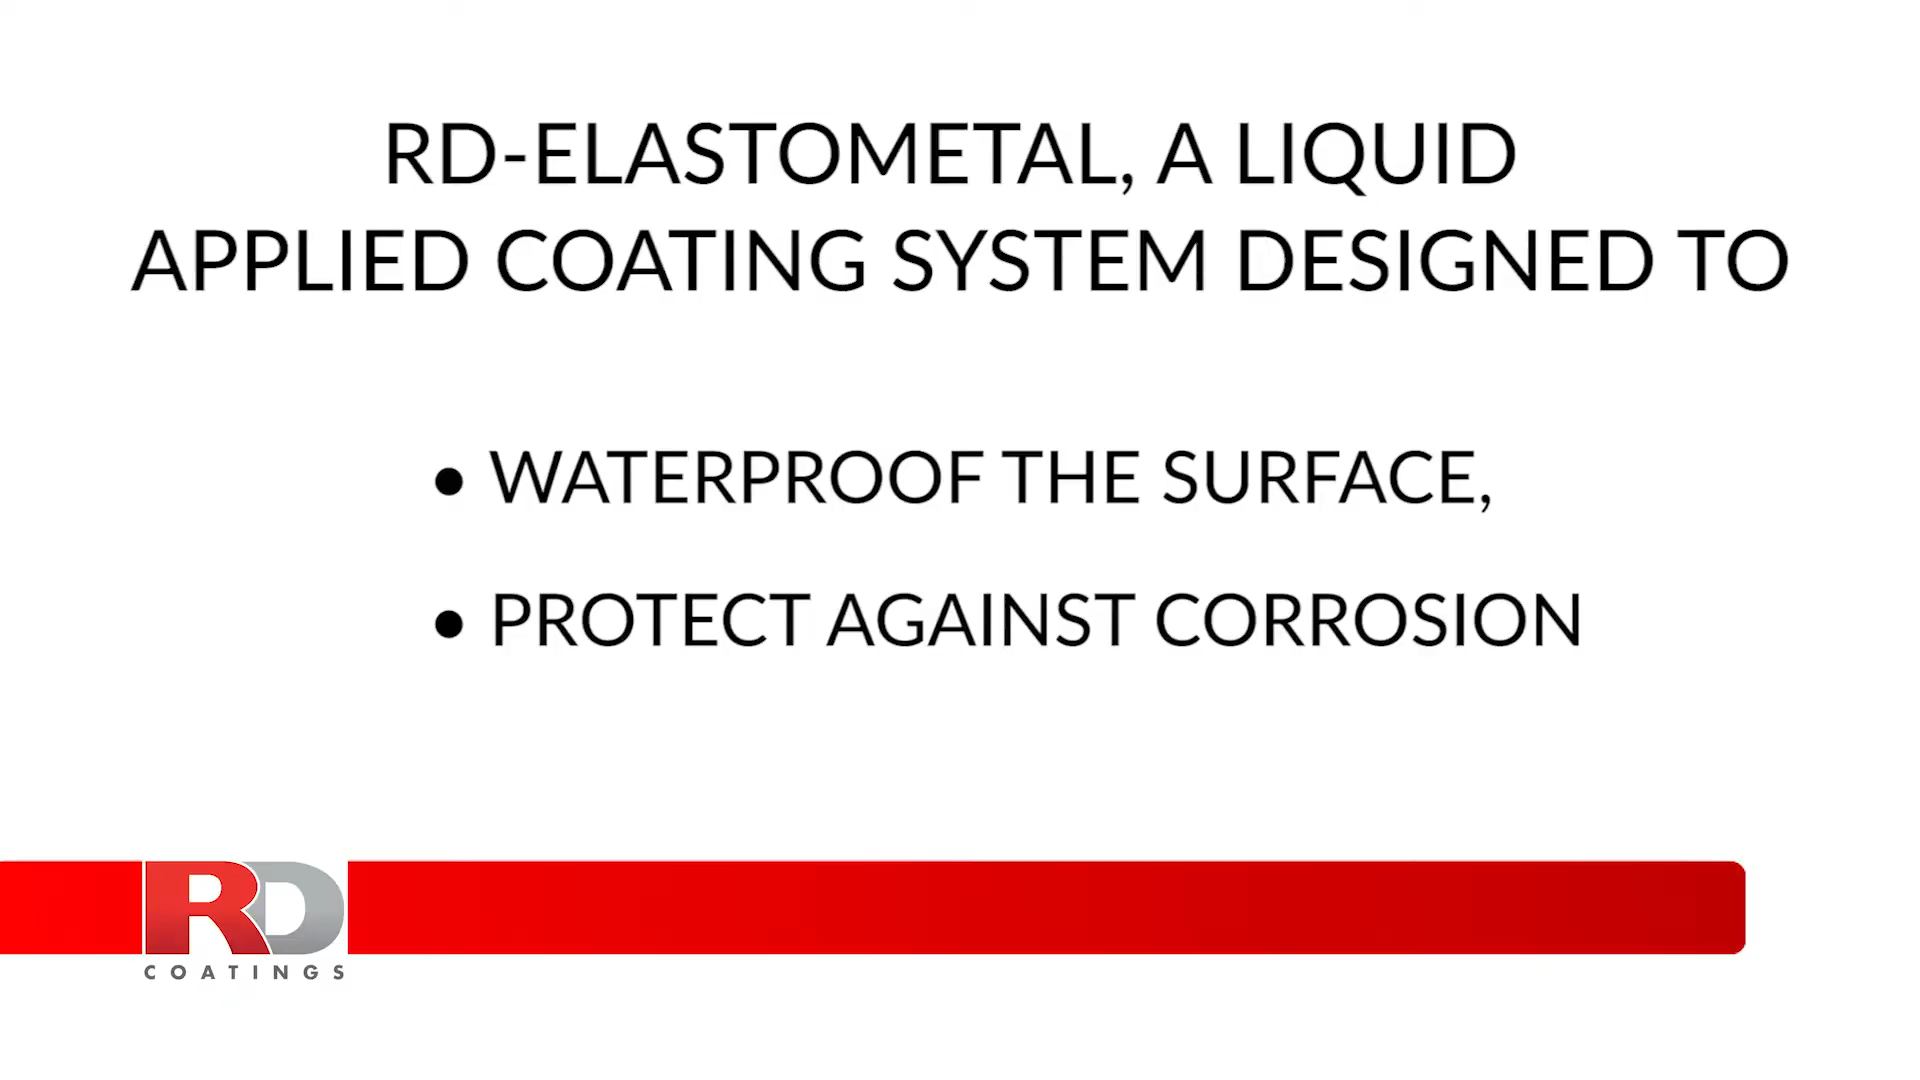 RD-ELASTOMETAL, A LIQUID
APPLIED COATING SYSTEM DESIGNED TO
• WATERPROOF THE SURFACE,
• PROTECT AGAINST CORROSION
RD
COATINGS